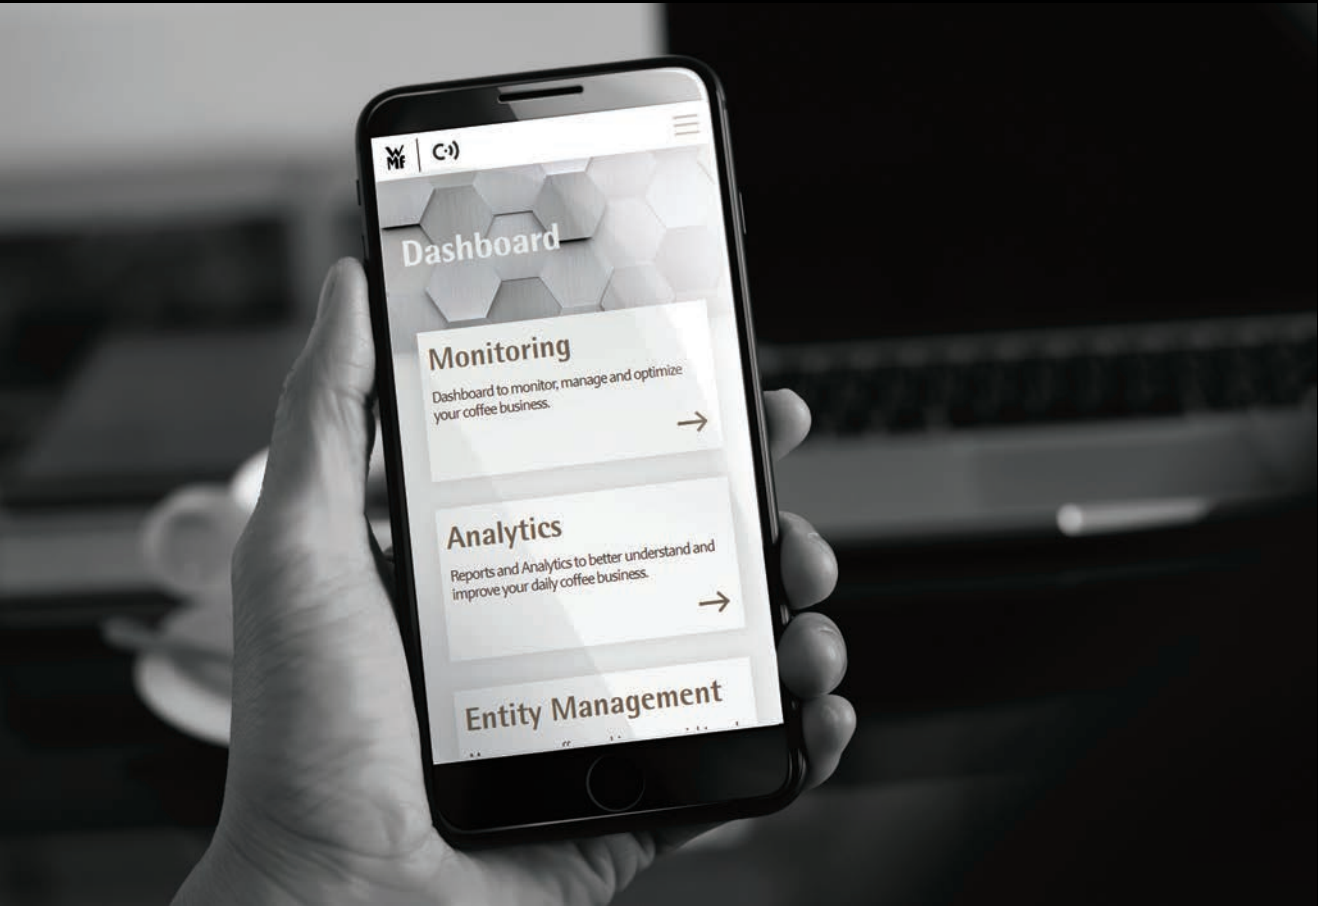 WMF
Dashboard
Monitoring
Dashboard to monitor, manage and optimize
your coffee business.
Analytics
Reports and Analytics to better understand and
improve your daily coffee business.
Entity Management